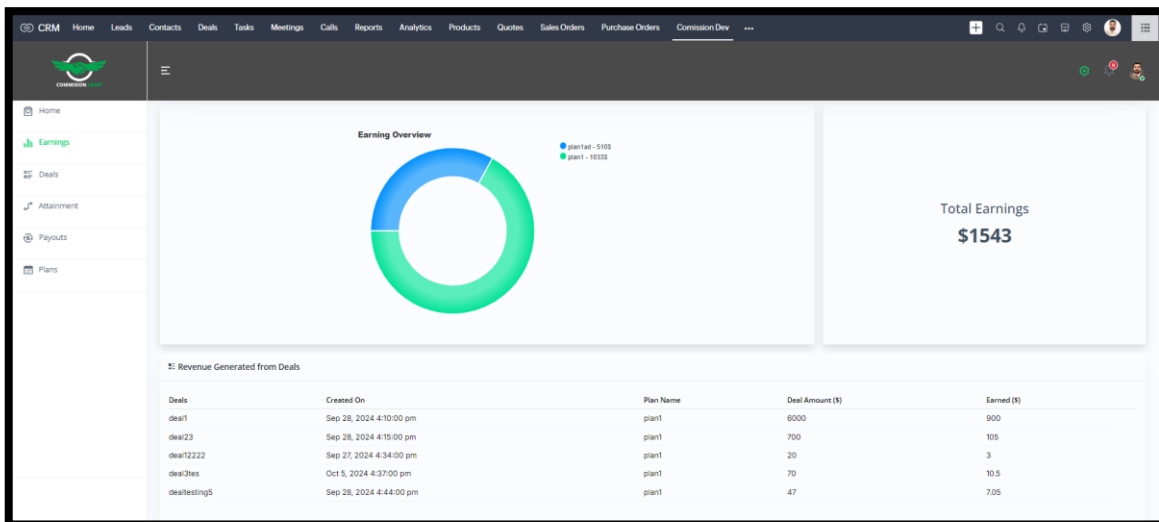 CRM Home Leads Contacts Deals Tasks Meetings Calls Reports Analytics Products Quotes Sales Orders Purchase Orders Comission Dev •••
COMMISION
Home
Earnings
Deals
Attainment
Payouts
Plans
Earning Overview
plan1ad - 510$
plan1 - 1033$
Total Earnings
$1543
Revenue Generated from Deals
Deals Created On Plan Name Deal Amount ($) Earned ($)
deal1 Sep 28, 2024 4:10:00 pm plan1 6000 900
deal23 Sep 28, 2024 4:15:00 pm plan1 700 105
deal12222 Sep 27, 2024 4:34:00 pm plan1 20 3
deal3tes Oct 5, 2024 4:37:00 pm plan1 70 10.5
dealtesting5 Sep 28, 2024 4:44:00 pm plan1 47 7.05